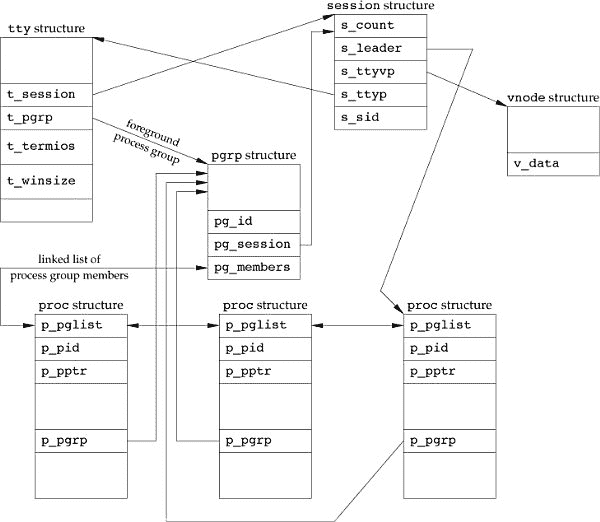 tty structure
t_session
t_pgrp
t_termios
t_winsize
session structure
s_count
s_leader
s_ttyvp
s_ttyp
s_sid
vnode structure
v_data
foreground
process group
pgrp structure
pg_id
pg_session
pg_members
linked list of
process group members
proc structure
p_pglist
p_pid
p_pptr
p_pgrp
proc structure
p_pglist
p_pid
p_pptr
p_pgrp
proc structure
p_pglist
p_pid
p_pptr
p_pgrp